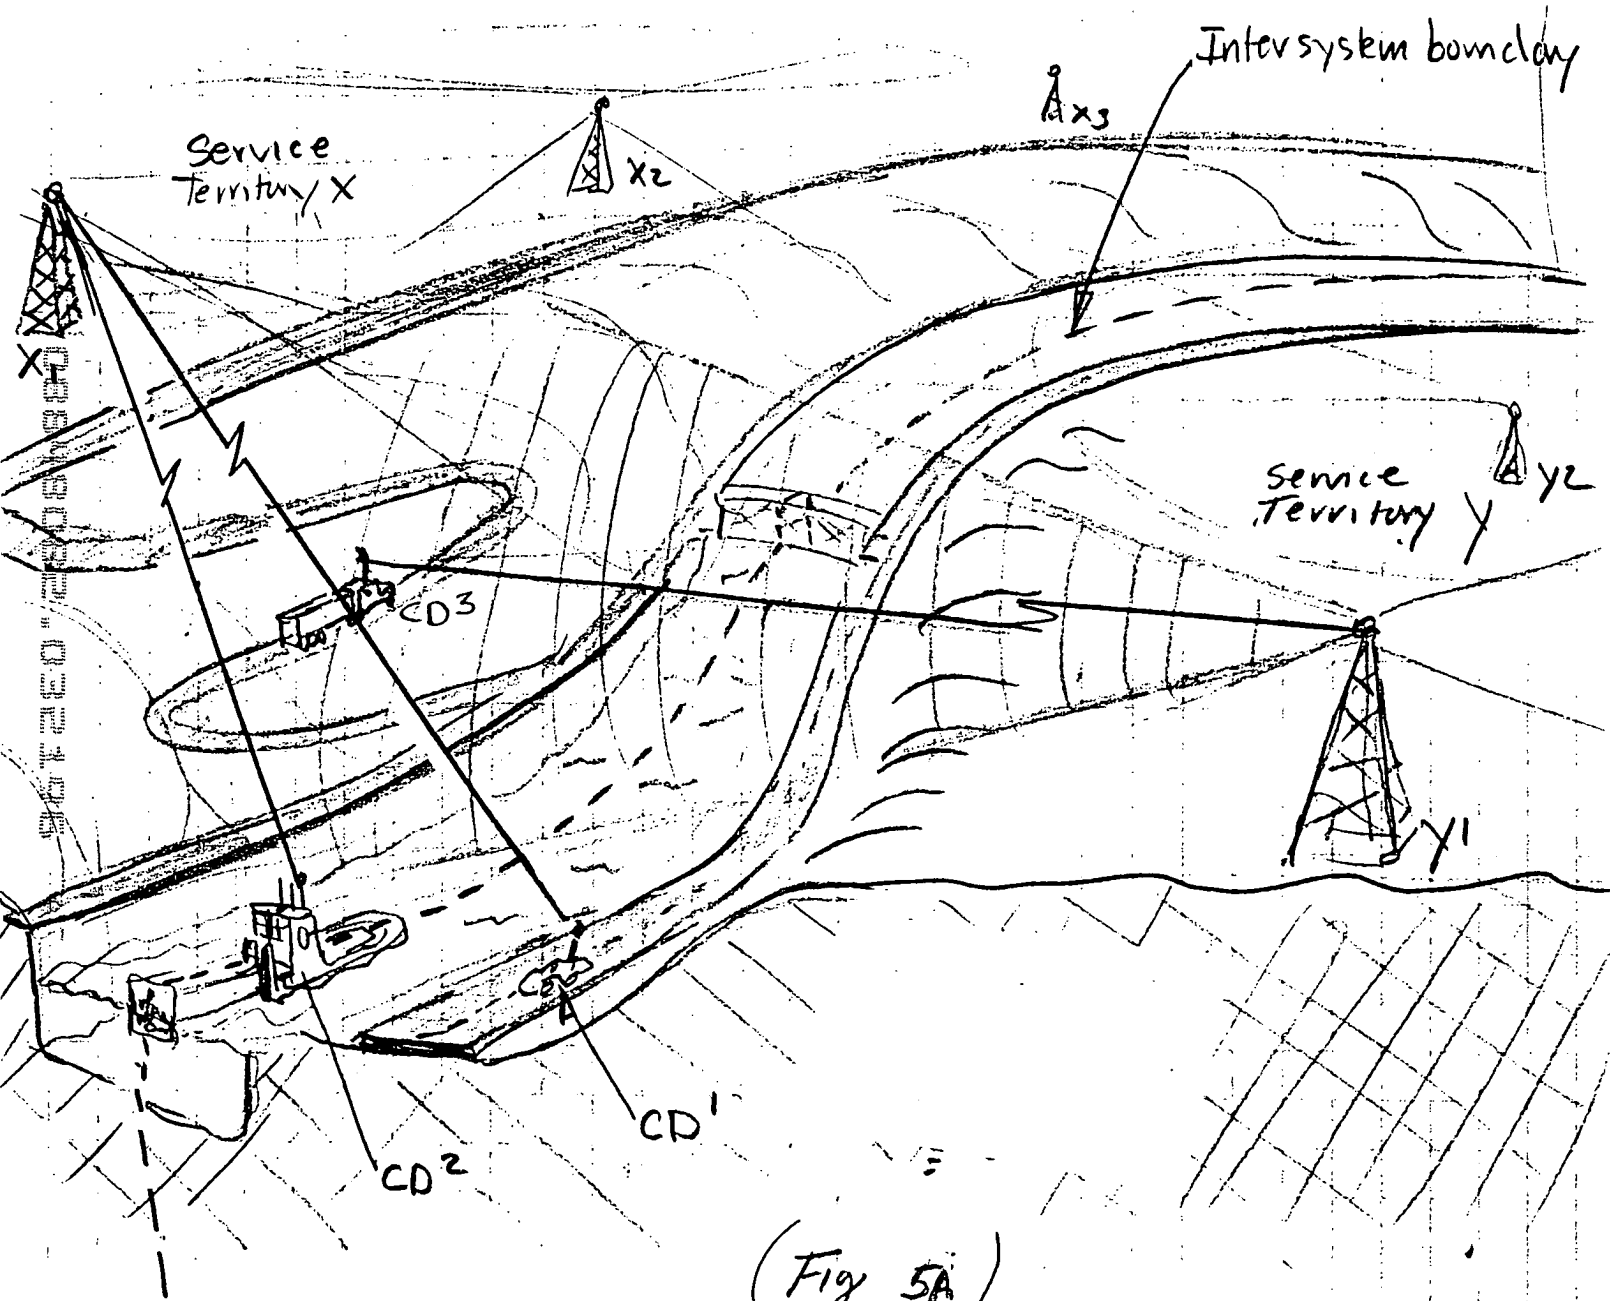 Intersystem boundary
X3
Service
Territory X
X2
X1
Service
Territory Y
Y2
CD3
Y1
CD1
CD2
(Fig 5A)